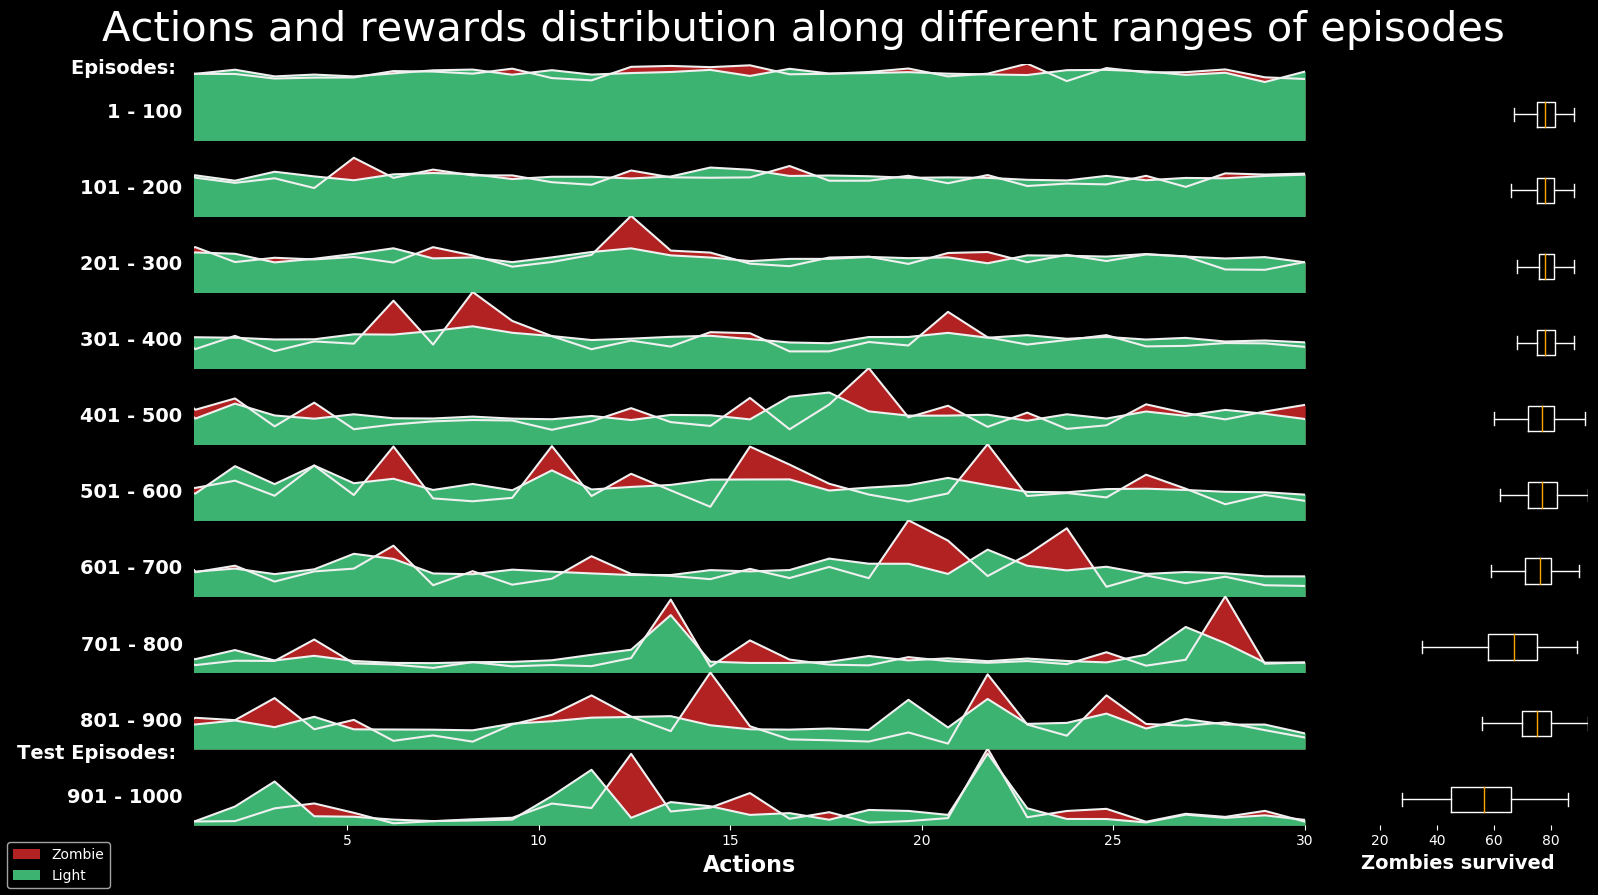 Actions and rewards distribution along different ranges of episodes
Episodes:
1 - 100
101 - 200
201 - 300
301 - 400
401 - 500
501 - 600
601 - 700
701 - 800
801 - 900
Test Episodes:
901 - 1000
5 10 15 20 25 30
20 40 60 80
Actions
Zombies survived
Zombie
Light